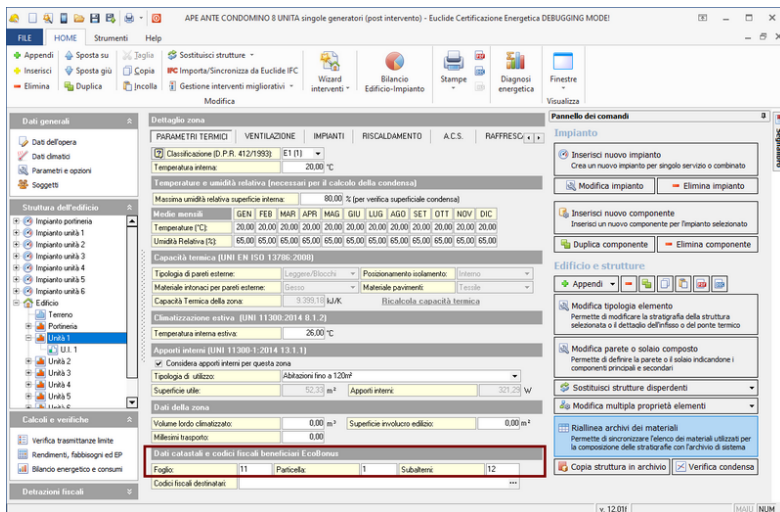 APE ANTE CONDOMINO 8 UNITA singole generatori (post intervento) - Euclide Certificazione Energetica DEBUGGING MODE!
FILE HOME Strumenti Help
Appendi Sposta su Taglia Sostituisci strutture
Inserisci Sposta giù Copia IFC Importa/Sincronizza da Euclide IFC
Elimina Duplica Incolla Gestione interventi migliorativi
Wizard interventi
Bilancio Edificio-Impianto
Stampe
Diagnosi energetica
Finestre
Modifica Visualizza
Dati generali
Dati dell'opera
Dati climatici
Parametri e opzioni
Soggetti
Struttura dell'edificio
Impianto portineria
Impianto unità 1
Impianto unità 2
Impianto unità 3
Impianto unità 4
Impianto unità 5
Impianto unità 6
Edificio
Terreno
Portineria
Unità 1
U.I. 1
Unità 2
Unità 3
Unità 4
Unità 5
Unità 6
Calcoli e verifiche
Verifica trasmittanze limite
Rendimenti, fabbisogni ed EP
Bilancio energetico e consumi
Detrazioni fiscali
Dettaglio zona
PARAMETRI TERMICI VENTILAZIONE IMPIANTI RISCALDAMENTO A.C.S. RAFFRESC
Classificazione (D.P.R. 412/1993): E1 (1)
Temperatura interna: 20,00 °C
Temperature e umidità relativa (necessari per il calcolo della condensa)
Massima umidità relativa superficie interna: 80,00 % (per verifica superficiale condensa)
Medie mensili GEN FEB MAR APR MAG GIU LUG AGO SET OTT NOV DIC
Temperature [°C]: 20,00 20,00 20,00 20,00 20,00 20,00 20,00 20,00 20,00 20,00 20,00 20,00
Umidità Relativa [%]: 65,00 65,00 65,00 65,00 65,00 65,00 65,00 65,00 65,00 65,00 65,00 65,00
Capacità termica (UNI EN ISO 13786:2008)
Tipologia di pareti esterne: Leggere/Blocchi Posizionamento isolamento: Interno
Materiale intonaci per pareti esterne: Gesso Materiale pavimenti: Tessile
Capacità Termica della zona: 9.399,18 kJ/K Ricalcola capacità termica
Climatizzazione estiva (UNI 11300:2014 8.1.2)
Temperatura interna estiva: 26,00 °C
Apporti interni (UNI 11300-1:2014 13.1.1)
Considera apporti interni per questa zona
Tipologia di utilizzo: Abitazioni fino a 120m²
Superficie utile: 52,33 m² Apporti interni: 321,29 W
Dati della zona
Volume lordo climatizzato: 0,00 m³ Superficie involucro edilizio: 0,00 m²
Millesimi trasporto: 0,00
Dati catastali e codici fiscali beneficiari EcoBonus
Foglio: 11 Particella: 1 Subalterni: 12
Codici fiscali destinatari: ...
Pannello dei comandi
Impianto
Inserisci nuovo impianto
Crea un nuovo impianto per singolo servizio o combinato
Modifica impianto Elimina impianto
Inserisci nuovo componente
Inserisci un nuovo componente per l'impianto selezionato
Duplica componente Elimina componente
Edificio e strutture
Appendi
Modifica tipologia elemento
Permette di modificare la stratigrafia della struttura
selezionata o il dettaglio dell'infisso o del ponte termico
Modifica parete o solaio composto
Permette di definire la parete o il solaio indicandone i
componenti principali e secondari
Sostituisci strutture disperdenti
Modifica multipla proprietà elementi
Riallinea archivi dei materiali
Permette di sincronizzare l'elenco dei materiali utilizzati per
la composizione delle stratigrafie con l'archivio di sistema
Copia struttura in archivio Verifica condensa
v. 12.01f MAIU NUM